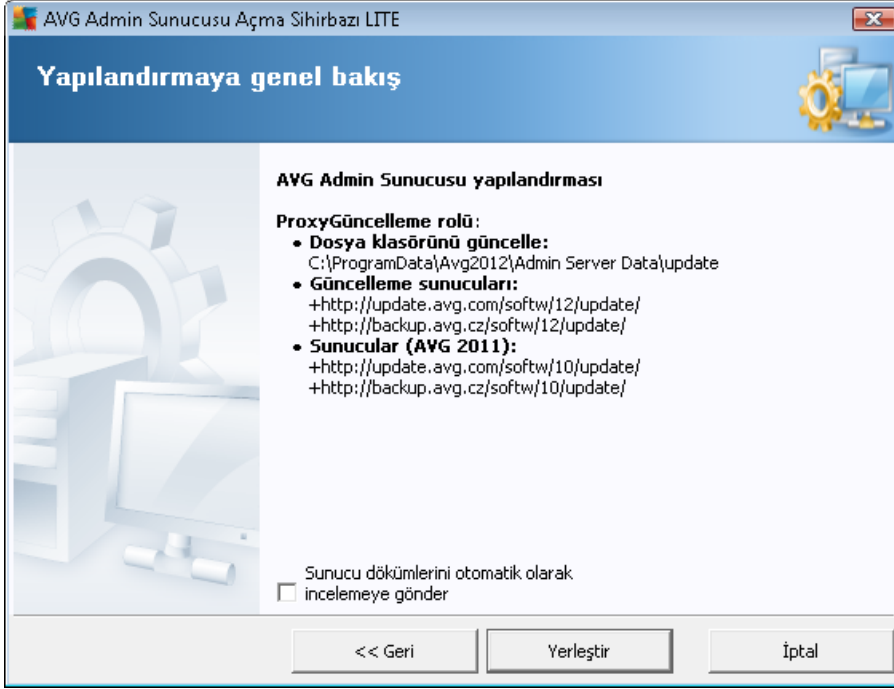 AVG Admin Sunucusu Açma Sihirbazı LITE
Yapılandırmaya genel bakış
AVG Admin Sunucusu yapılandırması
ProxyGüncelleme rolü:
• Dosya klasörünü güncelle:
C:\ProgramData\Avg2012\Admin Server Data\update
• Güncelleme sunucuları:
+http://update.avg.com/softw/12/update/
+http://backup.avg.cz/softw/12/update/
• Sunucular (AVG 2011):
+http://update.avg.com/softw/10/update/
+http://backup.avg.cz/softw/10/update/
Sunucu dökümlerini otomatik olarak
incelemeye gönder
<< Geri
Yerleştir
İptal